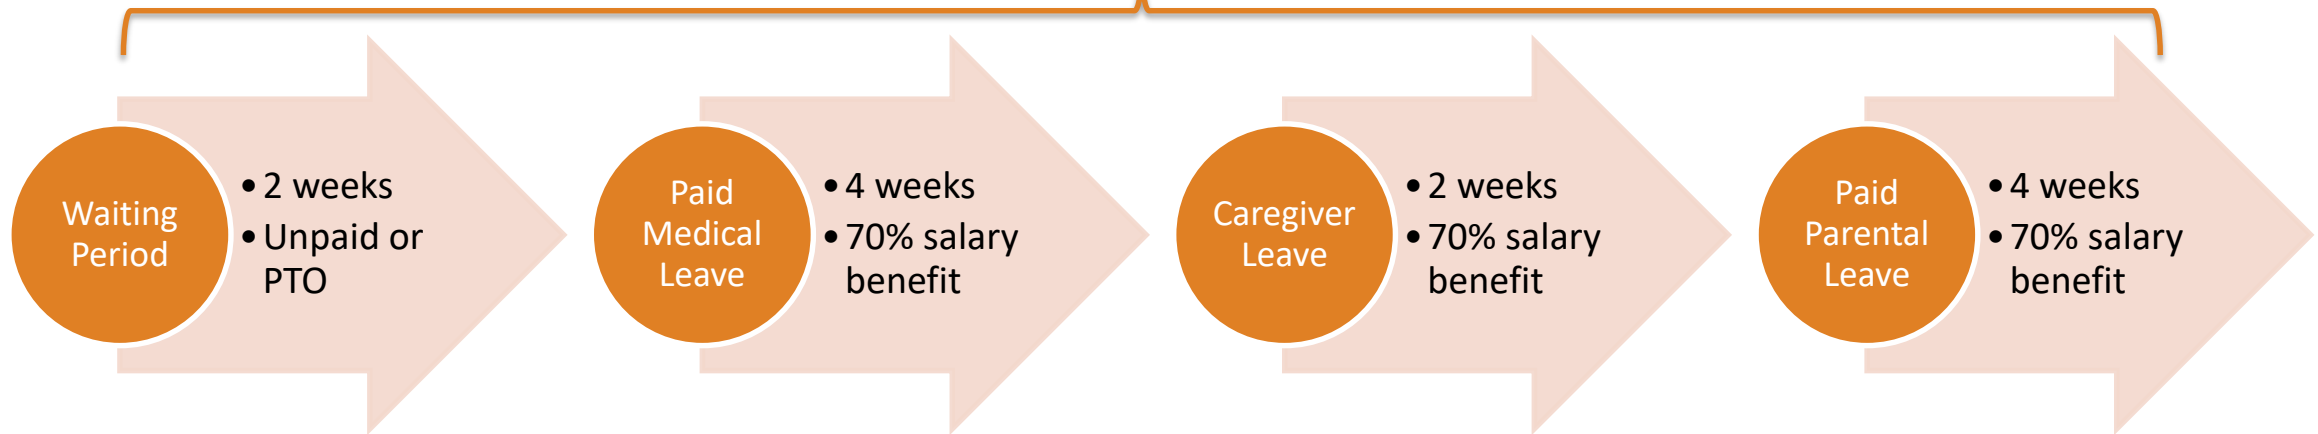 Waiting
Period
• 2 weeks
• Unpaid or
PTO
Paid
Medical
Leave
• 4 weeks
• 70% salary
benefit
Caregiver
Leave
• 2 weeks
• 70% salary
benefit
Paid
Parental
Leave
• 4 weeks
• 70% salary
benefit